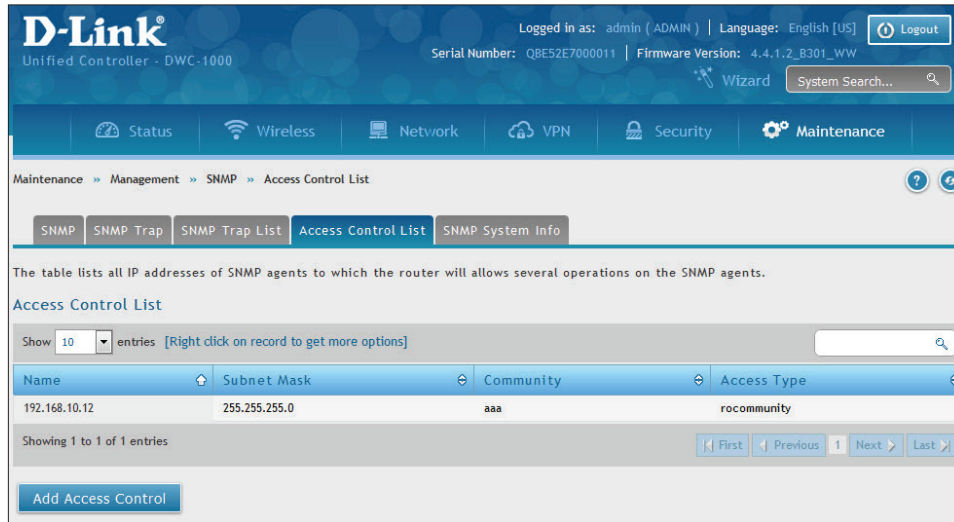 D-Link®
Unified Controller - DWC-1000
Logged in as: admin ( ADMIN ) | Language: English [US]
Logout
Serial Number: QBE52E7000011 | Firmware Version: 4.4.1.2_B301_WW
Wizard
System Search...
Status
Wireless
Network
VPN
Security
Maintenance
Maintenance » Management » SNMP » Access Control List
?
SNMP
SNMP Trap
SNMP Trap List
Access Control List
SNMP System Info
The table lists all IP addresses of SNMP agents to which the router will allows several operations on the SNMP agents.
Access Control List
Show 10 entries [Right click on record to get more options]
Name Subnet Mask Community Access Type
192.168.10.12 255.255.255.0 aaa rocommunity
Showing 1 to 1 of 1 entries
First Previous 1 Next Last
Add Access Control